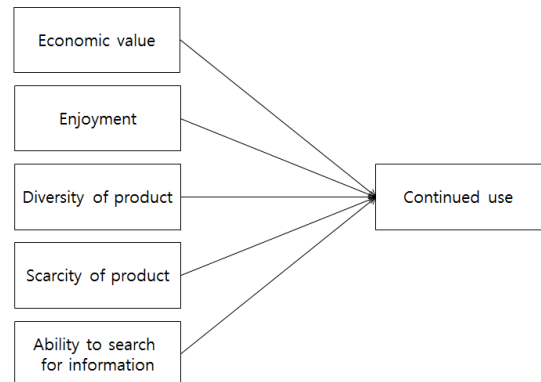 Economic value
Enjoyment
Diversity of product
Continued use
Scarcity of product
Ability to search
for information